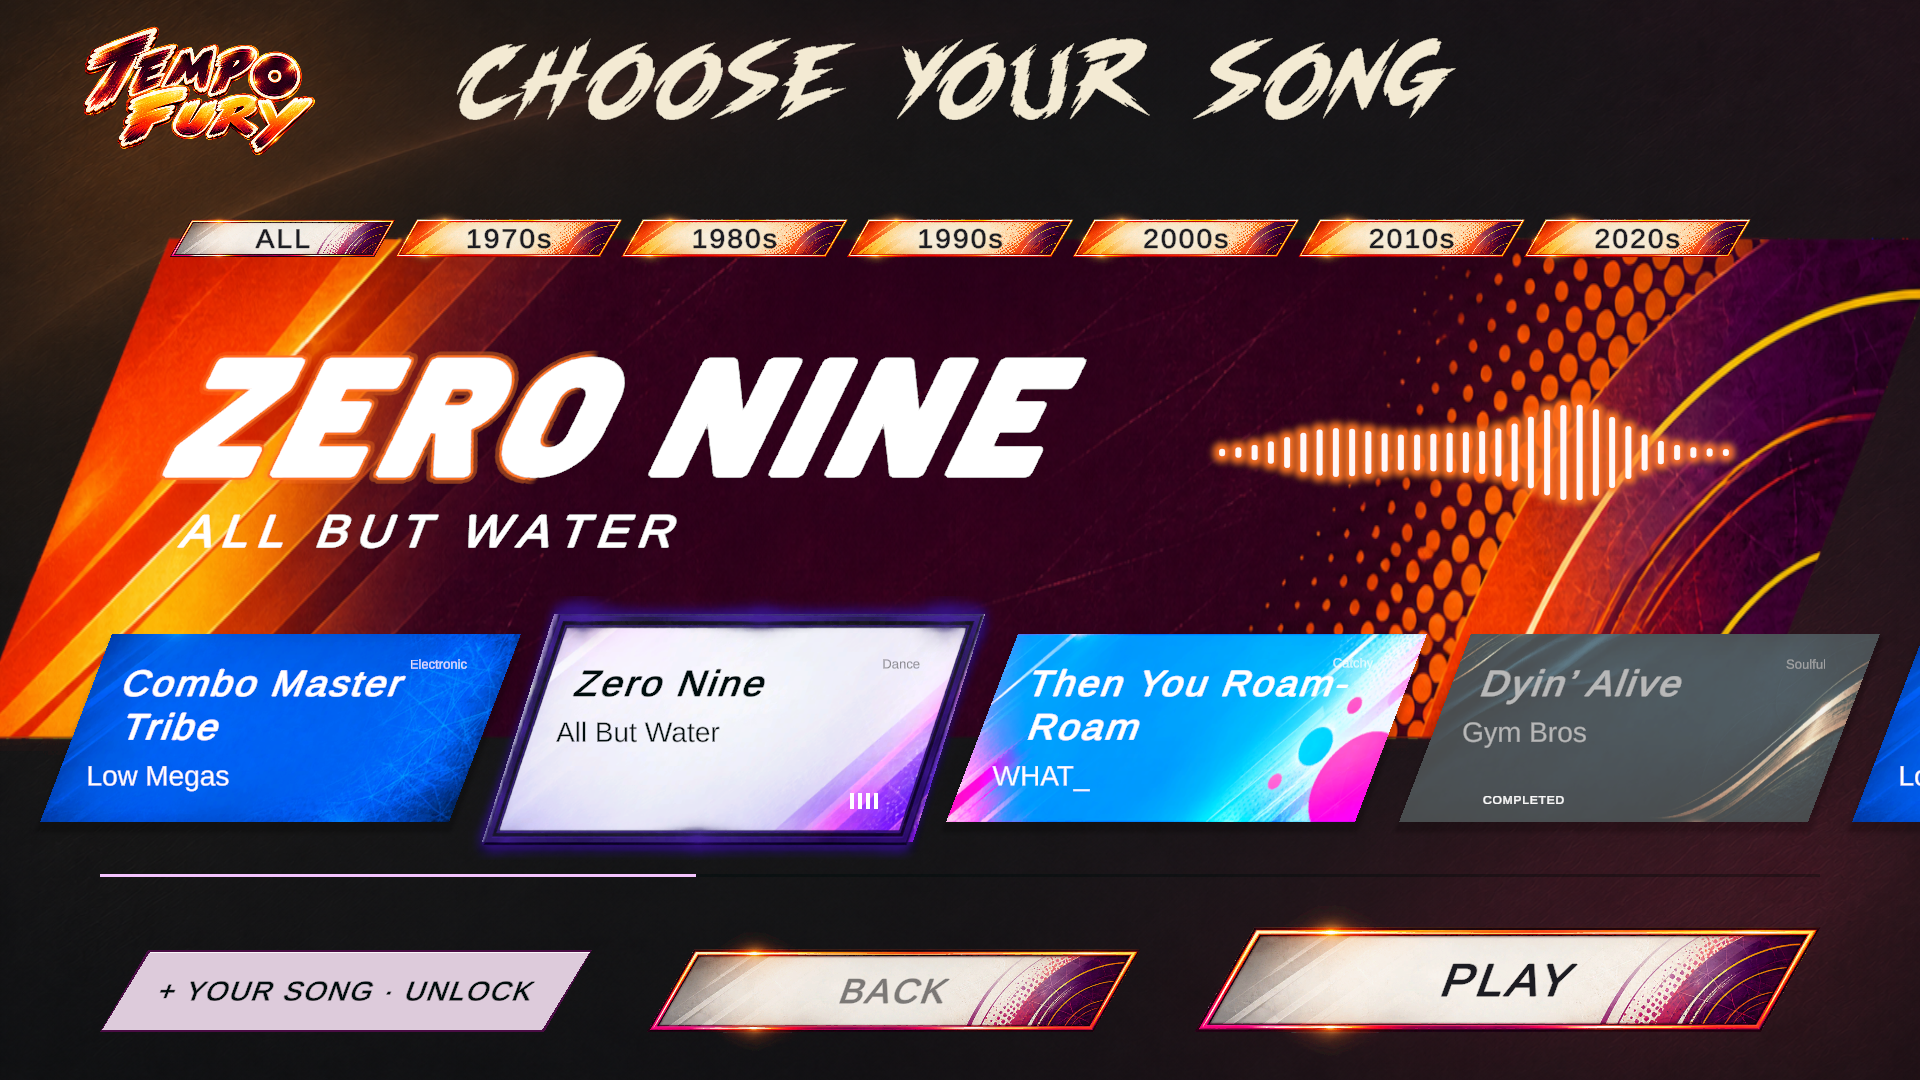 TEMPO
FURY
CHOOSE YOUR SONG
ALL
1970s
1980s
1990s
2000s
2010s
2020s
ZERO NINE
ALL BUT WATER
Electronic
Combo Master
Tribe
Low Megas
Dance
Zero Nine
All But Water
Catchy
Then You Roam-
Roam
WHAT_
Soulful
Dyin’ Alive
Gym Bros
COMPLETED
Lo
+ YOUR SONG · UNLOCK
BACK
PLAY